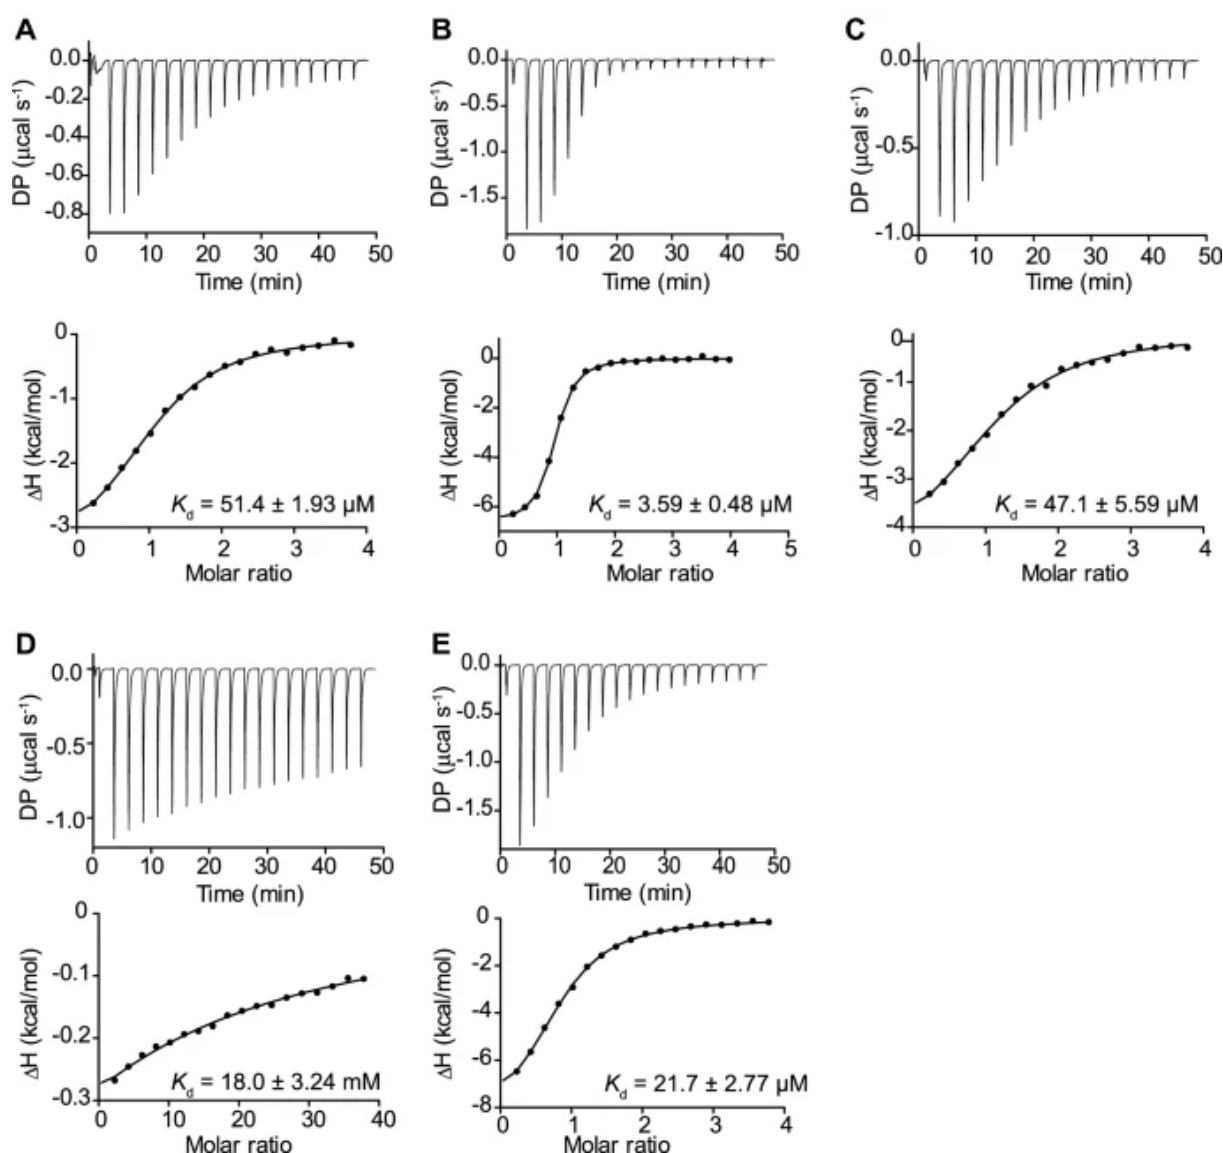 A
0.0
-0.2
-0.4
-0.6
-0.8
DP (µcal s⁻¹)
0 10 20 30 40 50
Time (min)
0
-1
-2
-3
ΔH (kcal/mol)
Kd = 51.4 ± 1.93 µM
0 1 2 3 4
Molar ratio
B
0.0
-0.5
-1.0
-1.5
DP (µcal s⁻¹)
0 10 20 30 40 50
Time (min)
0
-2
-4
-6
ΔH (kcal/mol)
Kd = 3.59 ± 0.48 µM
0 1 2 3 4 5
Molar ratio
C
0.0
-0.5
-1.0
DP (µcal s⁻¹)
0 10 20 30 40 50
Time (min)
0
-1
-2
-3
-4
ΔH (kcal/mol)
Kd = 47.1 ± 5.59 µM
0 1 2 3 4
Molar ratio
D
0.0
-0.5
-1.0
DP (µcal s⁻¹)
0 10 20 30 40 50
Time (min)
0
-0.1
-0.2
-0.3
ΔH (kcal/mol)
Kd = 18.0 ± 3.24 mM
0 10 20 30 40
Molar ratio
E
0.0
-0.5
-1.0
-1.5
DP (µcal s⁻¹)
0 10 20 30 40 50
Time (min)
0
-2
-4
-6
-8
ΔH (kcal/mol)
Kd = 21.7 ± 2.77 µM
0 1 2 3 4
Molar ratio